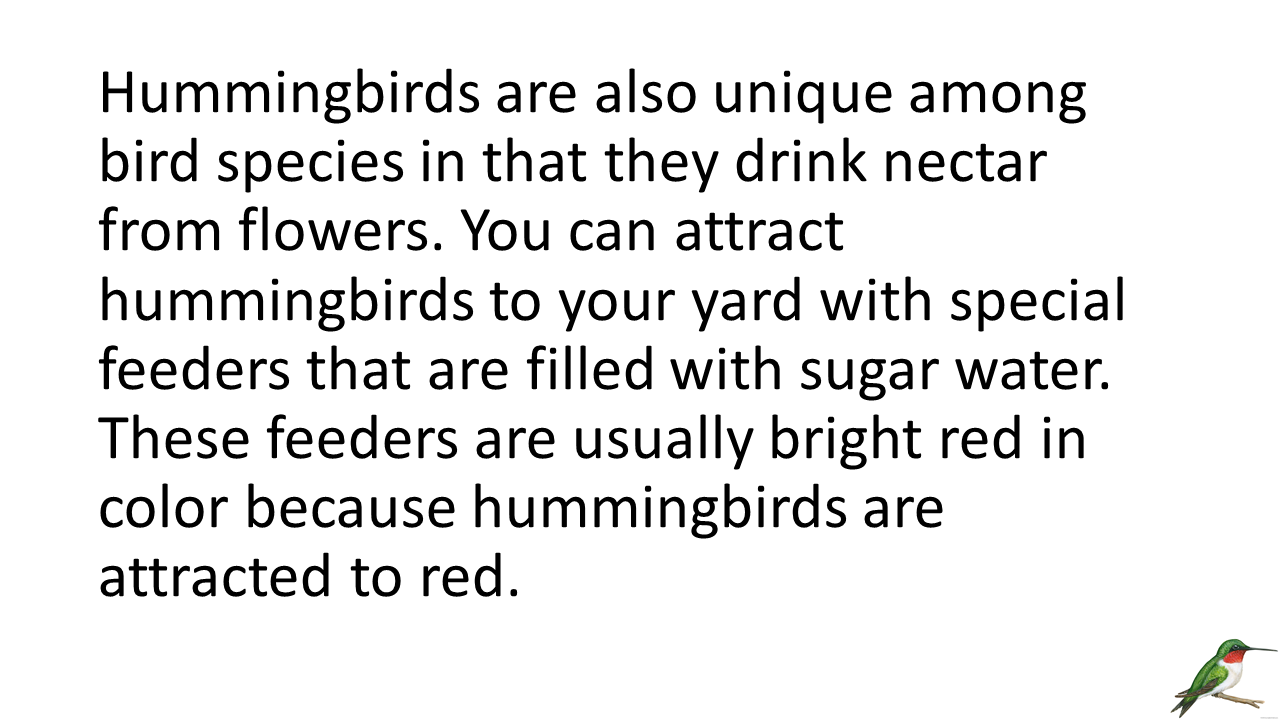 Hummingbirds are also unique among
bird species in that they drink nectar
from flowers. You can attract
hummingbirds to your yard with special
feeders that are filled with sugar water.
These feeders are usually bright red in
color because hummingbirds are
attracted to red.